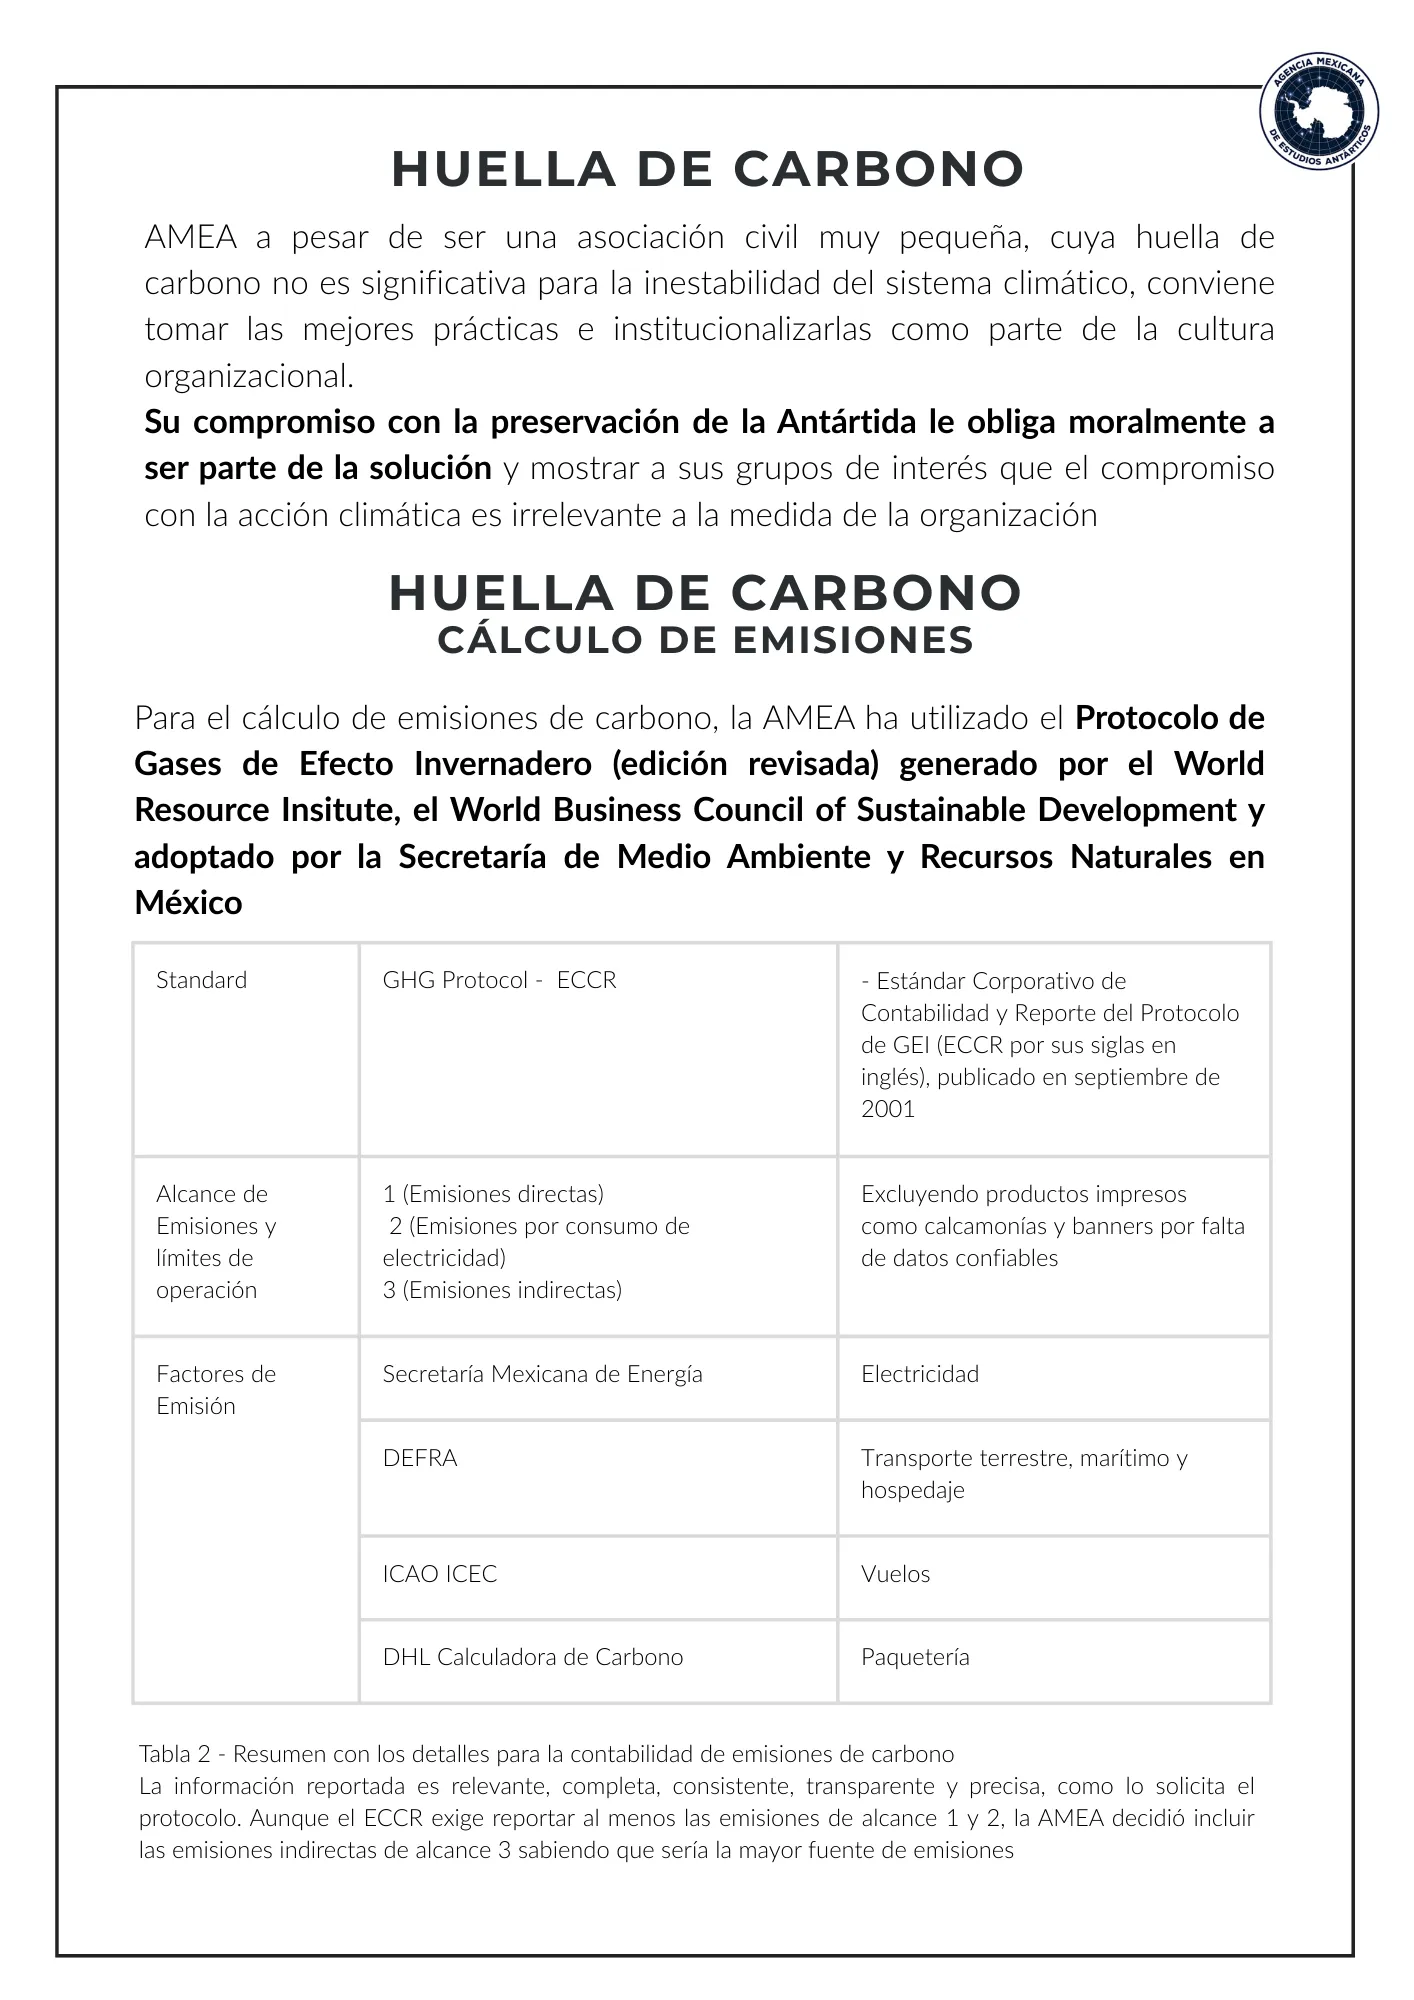 AGENCIA MEXICANA
DE ESTUDIOS ANTÁRTICOS
HUELLA DE CARBONO
AMEA a pesar de ser una asociación civil muy pequeña, cuya huella de
carbono no es significativa para la inestabilidad del sistema climático, conviene
tomar las mejores prácticas e institucionalizarlas como parte de la cultura
organizacional.
Su compromiso con la preservación de la Antártida le obliga moralmente a
ser parte de la solución y mostrar a sus grupos de interés que el compromiso
con la acción climática es irrelevante a la medida de la organización
HUELLA DE CARBONO
CÁLCULO DE EMISIONES
Para el cálculo de emisiones de carbono, la AMEA ha utilizado el Protocolo de
Gases de Efecto Invernadero (edición revisada) generado por el World
Resource Insitute, el World Business Council of Sustainable Development y
adoptado por la Secretaría de Medio Ambiente y Recursos Naturales en
México
Standard
GHG Protocol -  ECCR
- Estándar Corporativo de
Contabilidad y Reporte del Protocolo
de GEI (ECCR por sus siglas en
inglés), publicado en septiembre de
2001
Alcance de
Emisiones y
límites de
operación
1 (Emisiones directas)
2 (Emisiones por consumo de
electricidad)
3 (Emisiones indirectas)
Excluyendo productos impresos
como calcamonías y banners por falta
de datos confiables
Factores de
Emisión
Secretaría Mexicana de Energía
Electricidad
DEFRA
Transporte terrestre, marítimo y
hospedaje
ICAO ICEC
Vuelos
DHL Calculadora de Carbono
Paquetería
Tabla 2 - Resumen con los detalles para la contabilidad de emisiones de carbono
La información reportada es relevante, completa, consistente, transparente y precisa, como lo solicita el
protocolo. Aunque el ECCR exige reportar al menos las emisiones de alcance 1 y 2, la AMEA decidió incluir
las emisiones indirectas de alcance 3 sabiendo que sería la mayor fuente de emisiones